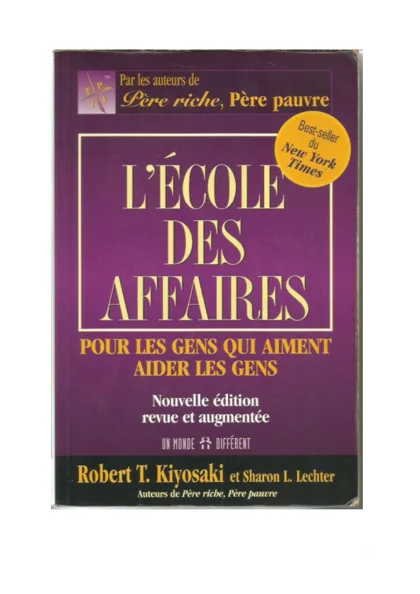 Par les auteurs de
Père riche, Père pauvre
Best-seller
du
New York
Times
L'ÉCOLE
DES
AFFAIRES
POUR LES GENS QUI AIMENT
AIDER LES GENS
Nouvelle édition
revue et augmentée
UN MONDE DIFFÉRENT
Robert T. Kiyosaki et Sharon L. Lechter
Auteurs de Père riche, Père pauvre